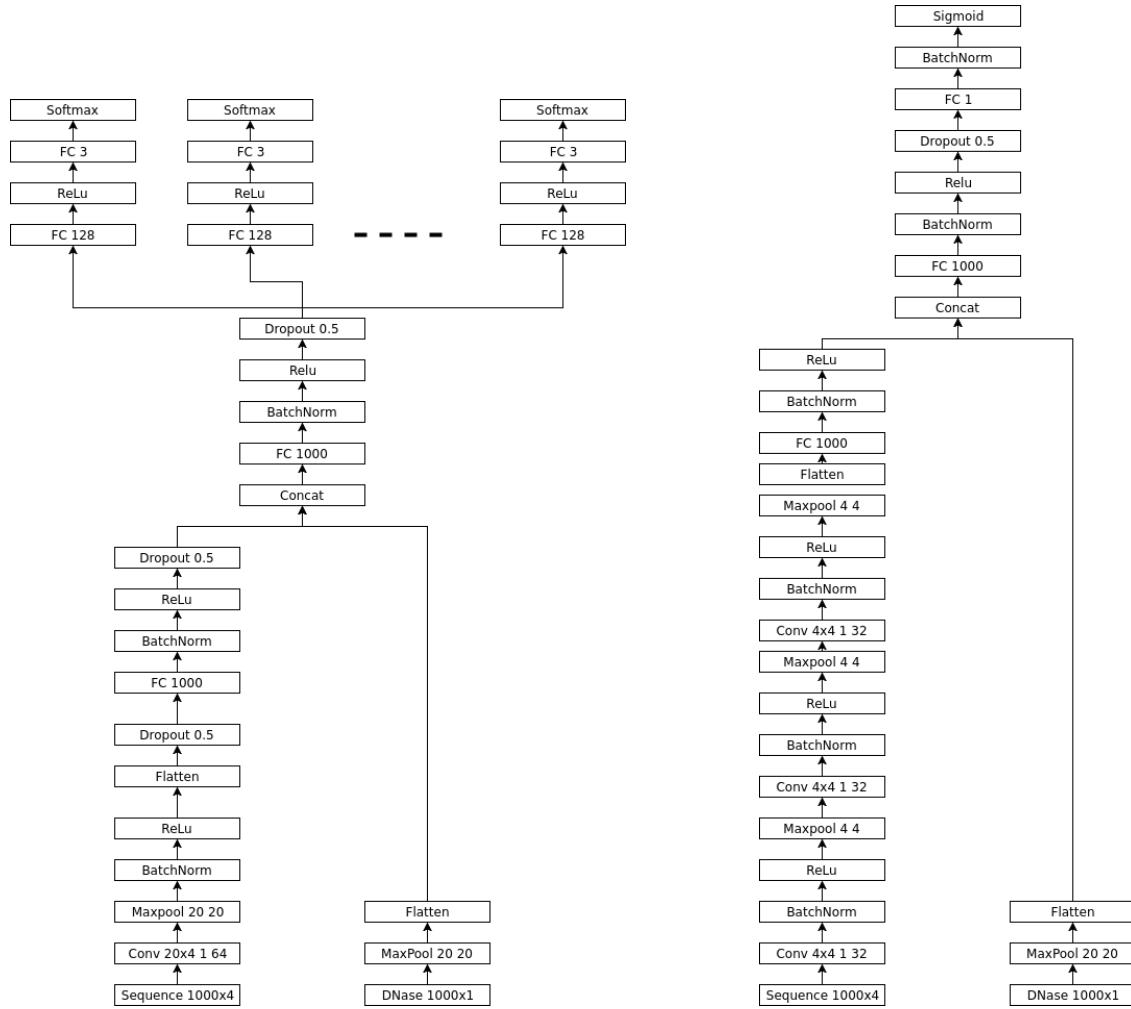 Sigmoid
BatchNorm
FC 1
Dropout 0.5
Relu
BatchNorm
FC 1000
Concat
Softmax
Softmax
Softmax
FC 3
FC 3
FC 3
ReLu
ReLu
ReLu
FC 128
FC 128
FC 128
Dropout 0.5
Relu
BatchNorm
FC 1000
Concat
Dropout 0.5
ReLu
BatchNorm
FC 1000
Dropout 0.5
Flatten
ReLu
BatchNorm
Maxpool 20 20
Conv 20x4 1 64
Sequence 1000x4
Flatten
MaxPool 20 20
DNase 1000x1
ReLu
BatchNorm
FC 1000
Flatten
Maxpool 4 4
ReLu
BatchNorm
Conv 4x4 1 32
Maxpool 4 4
ReLu
BatchNorm
Conv 4x4 1 32
Maxpool 4 4
ReLu
BatchNorm
Conv 4x4 1 32
Sequence 1000x4
Flatten
MaxPool 20 20
DNase 1000x1